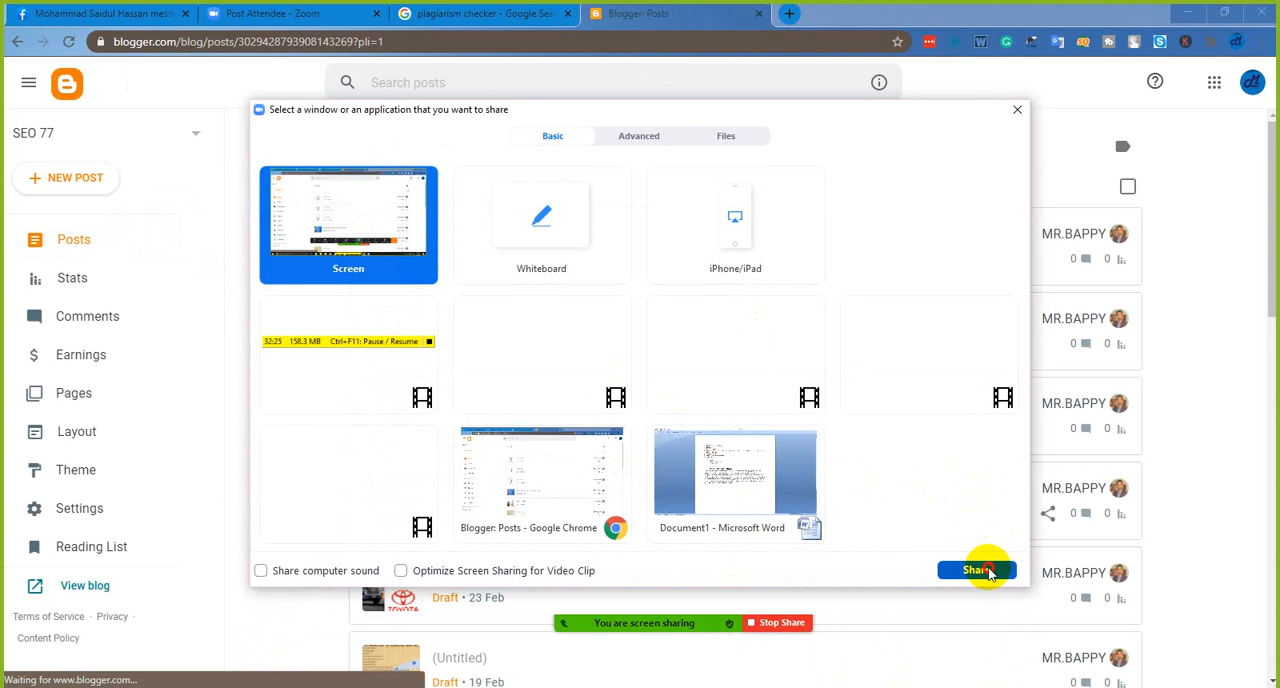 Mohammad Saidul Hassan mess
Post Attendee - Zoom
plagiarism checker - Google Sea
Blogger: Posts
blogger.com/blog/posts/3029428793908143269?pli=1
Search posts
Select a window or an application that you want to share
Basic
Advanced
Files
SEO 77
NEW POST
Posts
Stats
Comments
Earnings
Pages
Layout
Theme
Settings
Reading List
View blog
Terms of Service · Privacy ·
Content Policy
Screen
Whiteboard
iPhone/iPad
32:25 158.3 MB Ctrl+F11: Pause / Resume
Blogger: Posts - Google Chrome
Document1 - Microsoft Word
Share computer sound
Optimize Screen Sharing for Video Clip
Share
MR.BAPPY
0 0
MR.BAPPY
0 0
MR.BAPPY
0 0
MR.BAPPY
0 0
MR.BAPPY
0 0
TOYOTA
Draft • 23 Feb
You are screen sharing
Stop Share
(Untitled)
MR.BAPPY
Draft • 19 Feb
0 0
Waiting for www.blogger.com...